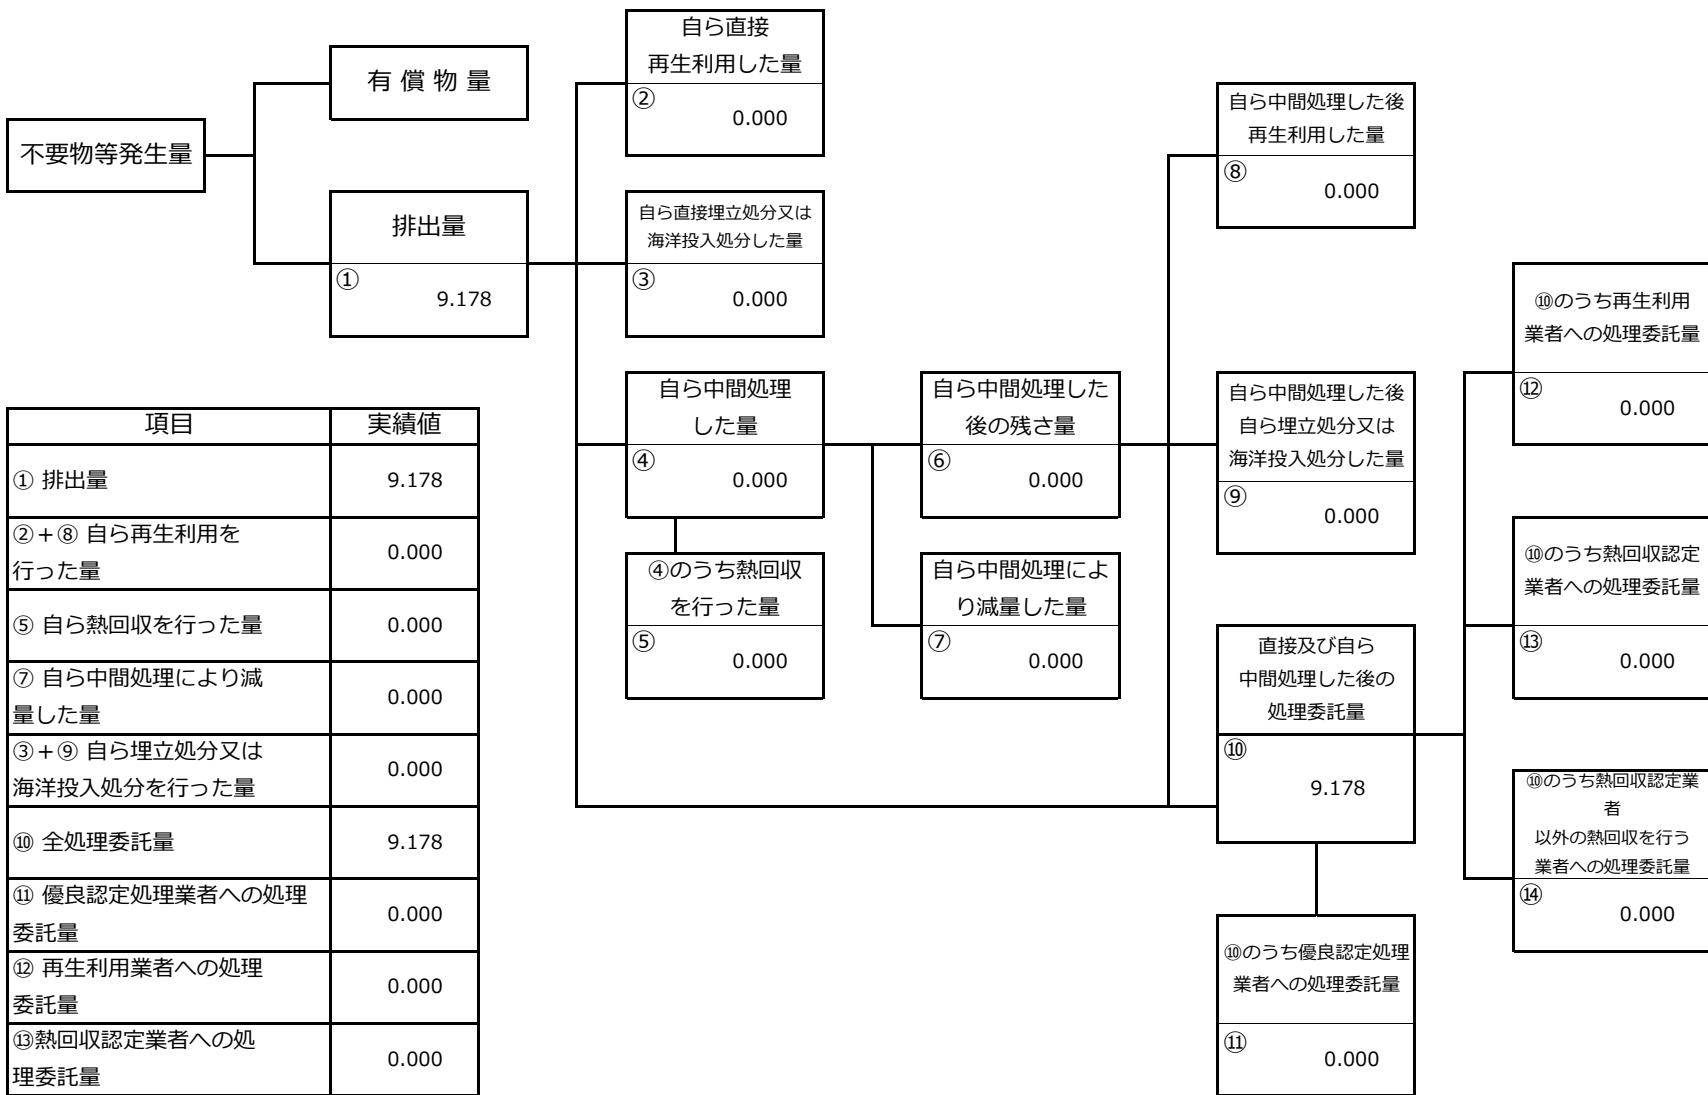 不要物等発生量
有 償 物 量
排出量
①
9.178
自ら直接
再生利用した量
②
0.000
自ら直接埋立処分又は
海洋投入処分した量
③
0.000
自ら中間処理
した量
④
0.000
④のうち熱回収
を行った量
⑤
0.000
自ら中間処理した
後の残さ量
⑥
0.000
自ら中間処理によ
り減量した量
⑦
0.000
自ら中間処理した後
再生利用した量
⑧
0.000
自ら中間処理した後
自ら埋立処分又は
海洋投入処分した量
⑨
0.000
直接及び自ら
中間処理した後の
処理委託量
⑩
9.178
⑩のうち優良認定処理
業者への処理委託量
⑪
0.000
⑩のうち再生利用
業者への処理委託量
⑫
0.000
⑩のうち熱回収認定
業者への処理委託量
⑬
0.000
⑩のうち熱回収認定業
者
以外の熱回収を行う
業者への処理委託量
⑭
0.000
項目 実績値
① 排出量 9.178
②+⑧ 自ら再生利用を
行った量 0.000
⑤ 自ら熱回収を行った量 0.000
⑦ 自ら中間処理により減
量した量 0.000
③+⑨ 自ら埋立処分又は
海洋投入処分を行った量 0.000
⑩ 全処理委託量 9.178
⑪ 優良認定処理業者への処理
委託量 0.000
⑫ 再生利用業者への処理
委託量 0.000
⑬熱回収認定業者への処
理委託量 0.000